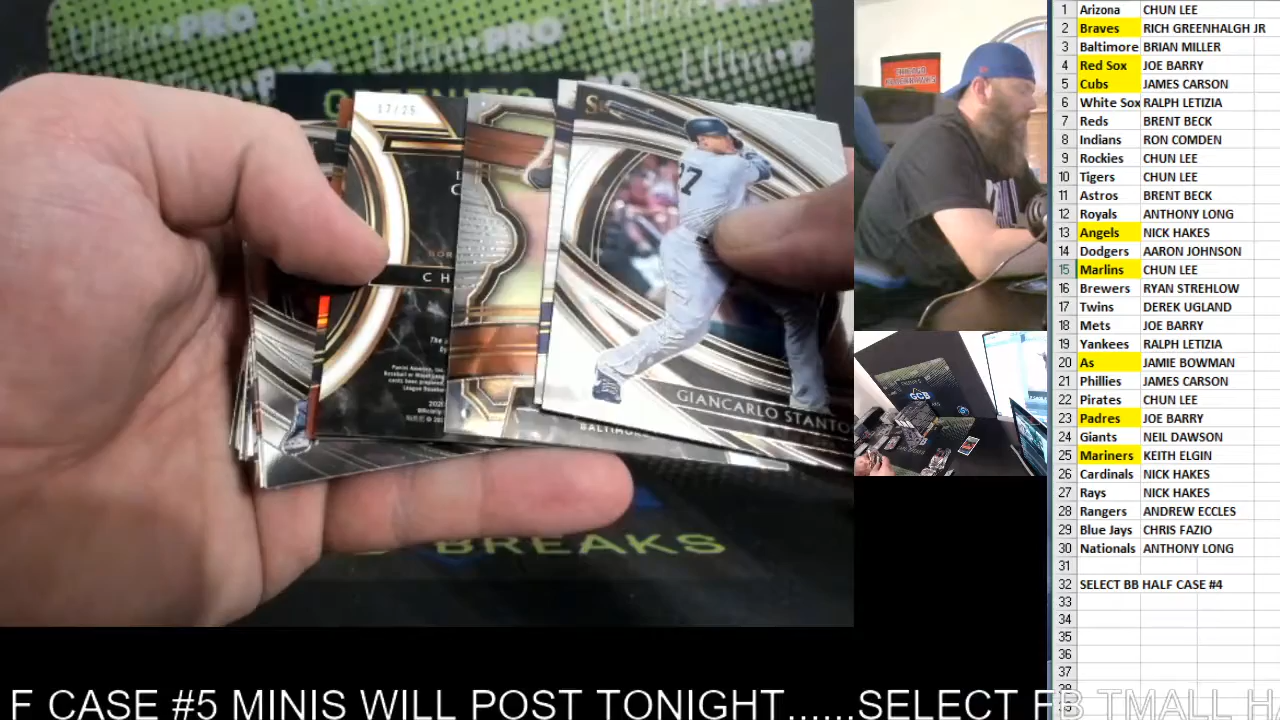 17/25
CH
GIANCARLO STANTO
BALTIMORE
BREAKS
1 Arizona CHUN LEE
2 Braves RICH GREENHALGH JR
3 Baltimore BRIAN MILLER
4 Red Sox JOE BARRY
5 Cubs JAMES CARSON
6 White Sox RALPH LETIZIA
7 Reds BRENT BECK
8 Indians RON COMDEN
9 Rockies CHUN LEE
10 Tigers CHUN LEE
11 Astros BRENT BECK
12 Royals ANTHONY LONG
13 Angels NICK HAKES
14 Dodgers AARON JOHNSON
15 Marlins CHUN LEE
16 Brewers RYAN STREHLOW
17 Twins DEREK UGLAND
18 Mets JOE BARRY
19 Yankees RALPH LETIZIA
20 As JAMIE BOWMAN
21 Phillies JAMES CARSON
22 Pirates CHUN LEE
23 Padres JOE BARRY
24 Giants NEIL DAWSON
25 Mariners KEITH ELGIN
26 Cardinals NICK HAKES
27 Rays NICK HAKES
28 Rangers ANDREW ECCLES
29 Blue Jays CHRIS FAZIO
30 Nationals ANTHONY LONG
31
32 SELECT BB HALF CASE #4
33
34
35
36
37
F CASE #5 MINIS WILL POST TONIGHT......SELECT FB TMALL HA